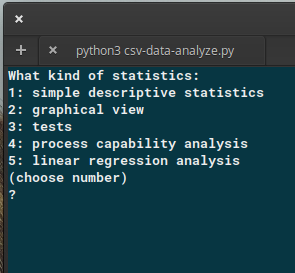 python3 csv-data-analyze.py
What kind of statistics:
1: simple descriptive statistics
2: graphical view
3: tests
4: process capability analysis
5: linear regression analysis
(choose number)
?